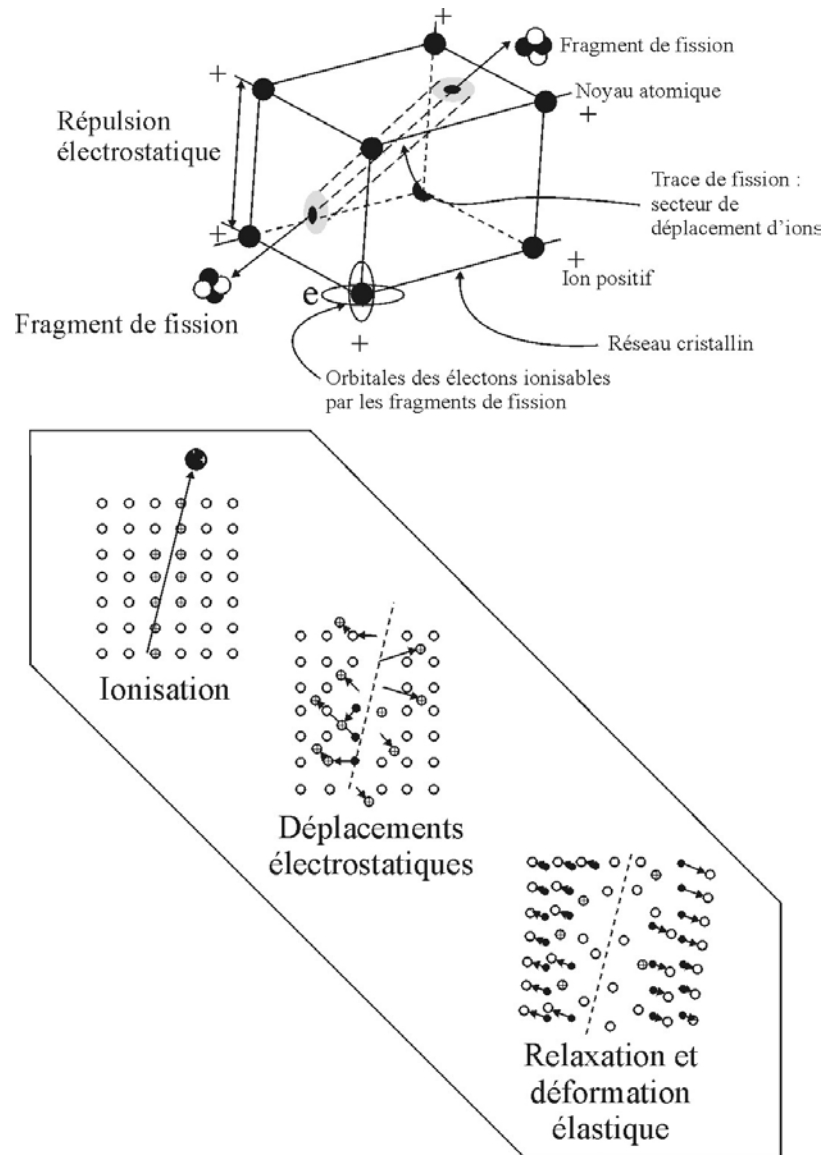 +
Fragment de fission
+
Noyau atomique
+
Répulsion
électrostatique
Trace de fission :
secteur de
déplacement d'ions
+
+
Ion positif
e
Fragment de fission
+
Réseau cristallin
Orbitales des électons ionisables
par les fragments de fission
Ionisation
Déplacements
électrostatiques
Relaxation et
déformation
élastique